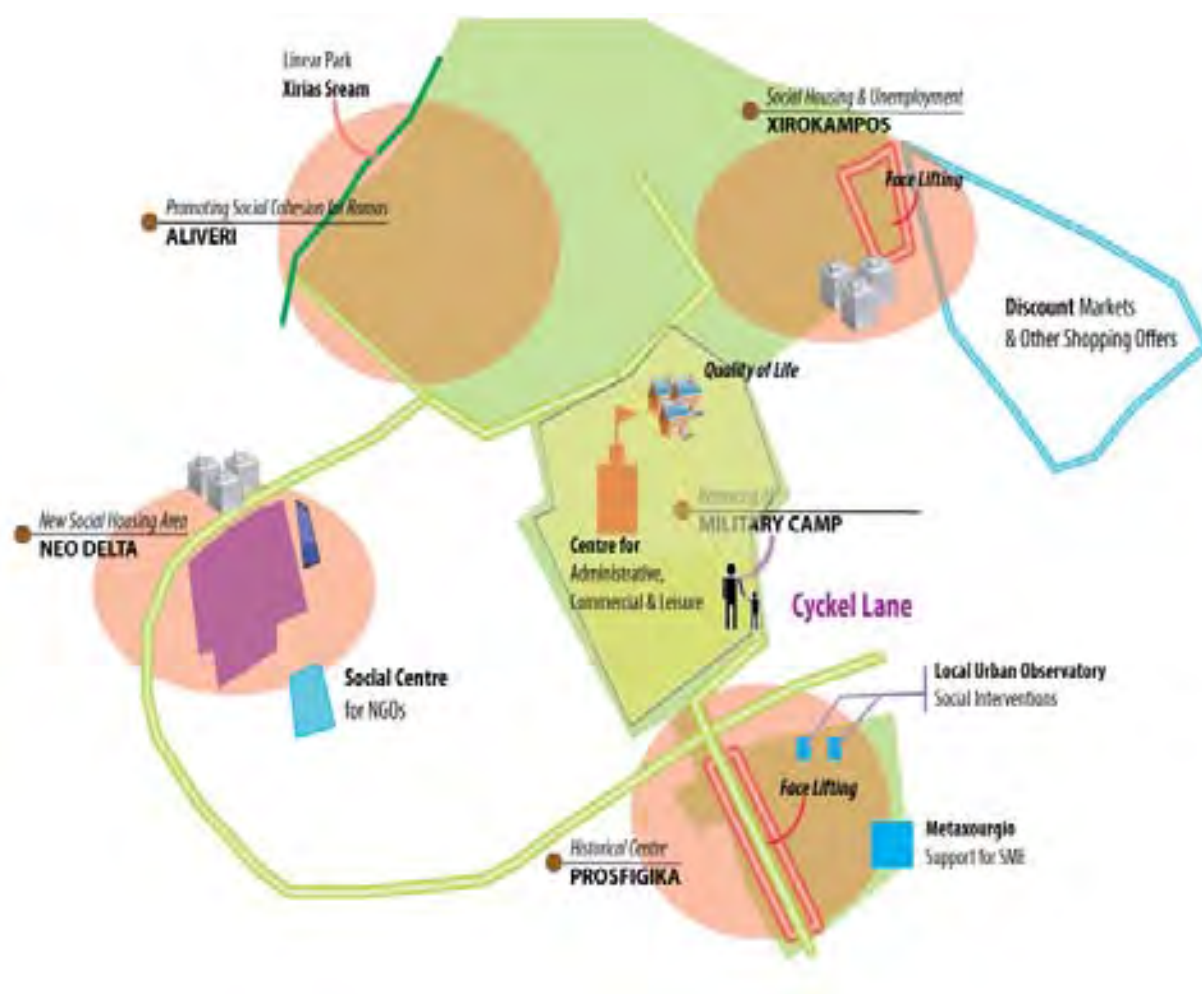 Linear Park
Xirias Sream
Social Housing & Unemployment
XIROKAMPOS
Face Lifting
Promoting Social Cohesion for Romas
ALIVERI
Discount Markets
& Other Shopping Offers
Quality of Life
MILITARY CAMP
New Social Housing Area
NEO DELTA
Centre for
Administrative,
Commercial & Leisure
Cyckel Lane
Social Centre
for NGOs
Local Urban Observatory
Social Interventions
Face Lifting
Metaxourgio
Support for SME
Historical Centre
PROSFIGIKA